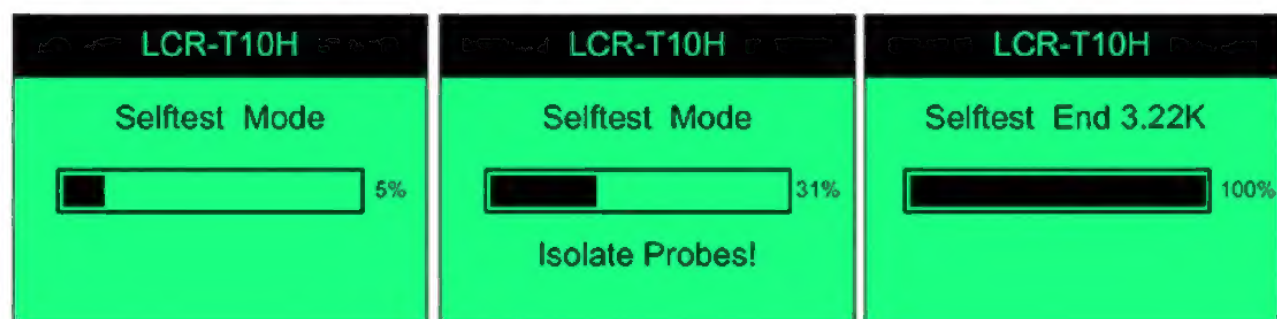 LCR-T10H
Selftest Mode
5%
LCR-T10H
Selftest Mode
31%
Isolate Probes!
LCR-T10H
Selftest End 3.22K
100%